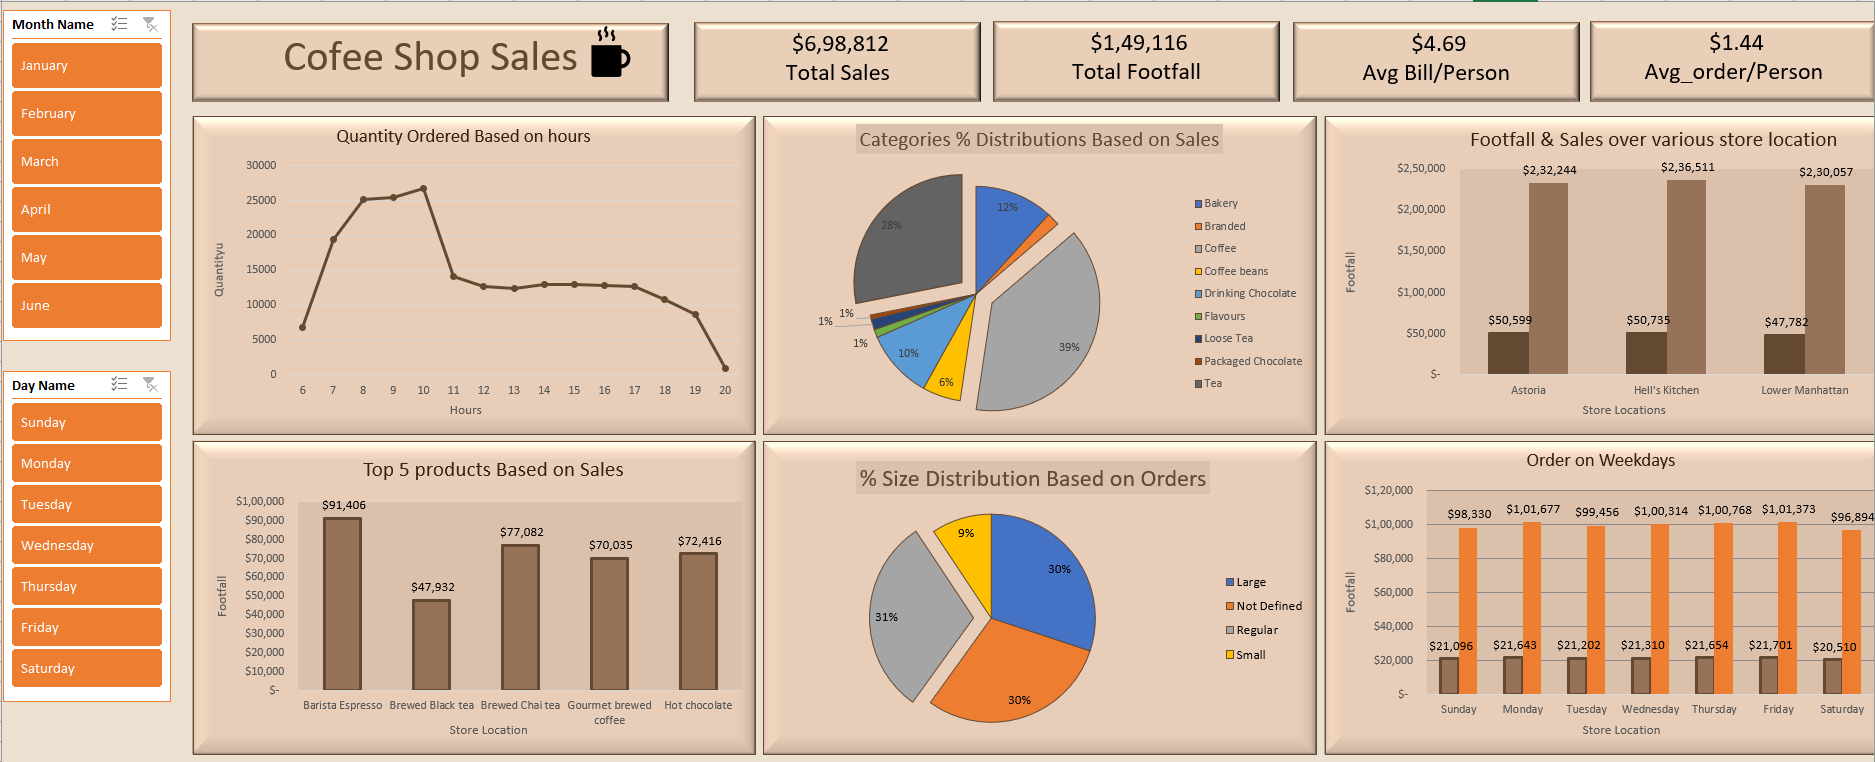 Month Name
January
February
March
April
May
June
Day Name
Sunday
Monday
Tuesday
Wednesday
Thursday
Friday
Saturday
Cofee Shop Sales
$6,98,812
Total Sales
$1,49,116
Total Footfall
$4.69
Avg Bill/Person
$1.44
Avg_order/Person
Quantity Ordered Based on hours
30000
25000
20000
15000
10000
5000
0
Quantityu
6 7 8 9 10 11 12 13 14 15 16 17 18 19 20
Hours
Categories % Distributions Based on Sales
12%
39%
6%
10%
1%
1%
1%
28%
Bakery
Branded
Coffee
Coffee beans
Drinking Chocolate
Flavours
Loose Tea
Packaged Chocolate
Tea
Footfall & Sales over various store location
$2,50,000
$2,00,000
$1,50,000
$1,00,000
$50,000
$-
Footfall
$2,32,244 $2,36,511 $2,30,057
$50,599 $50,735 $47,782
Astoria Hell's Kitchen Lower Manhattan
Store Locations
Top 5 products Based on Sales
$1,00,000
$90,000
$80,000
$70,000
$60,000
$50,000
$40,000
$30,000
$20,000
$10,000
$-
Footfall
$91,406
$47,932
$77,082
$70,035
$72,416
Barista Espresso Brewed Black tea Brewed Chai tea Gourmet brewed Hot chocolate
coffee
Store Location
% Size Distribution Based on Orders
9%
30%
31%
30%
Large
Not Defined
Regular
Small
Order on Weekdays
$1,20,000
$1,00,000
$80,000
$60,000
$40,000
$20,000
$-
Footfall
$98,330 $1,01,677 $99,456 $1,00,314 $1,00,768 $1,01,373 $96,894
$21,096 $21,643 $21,202 $21,310 $21,654 $21,701 $20,510
Sunday Monday Tuesday Wednesday Thursday Friday Saturday
Store Location